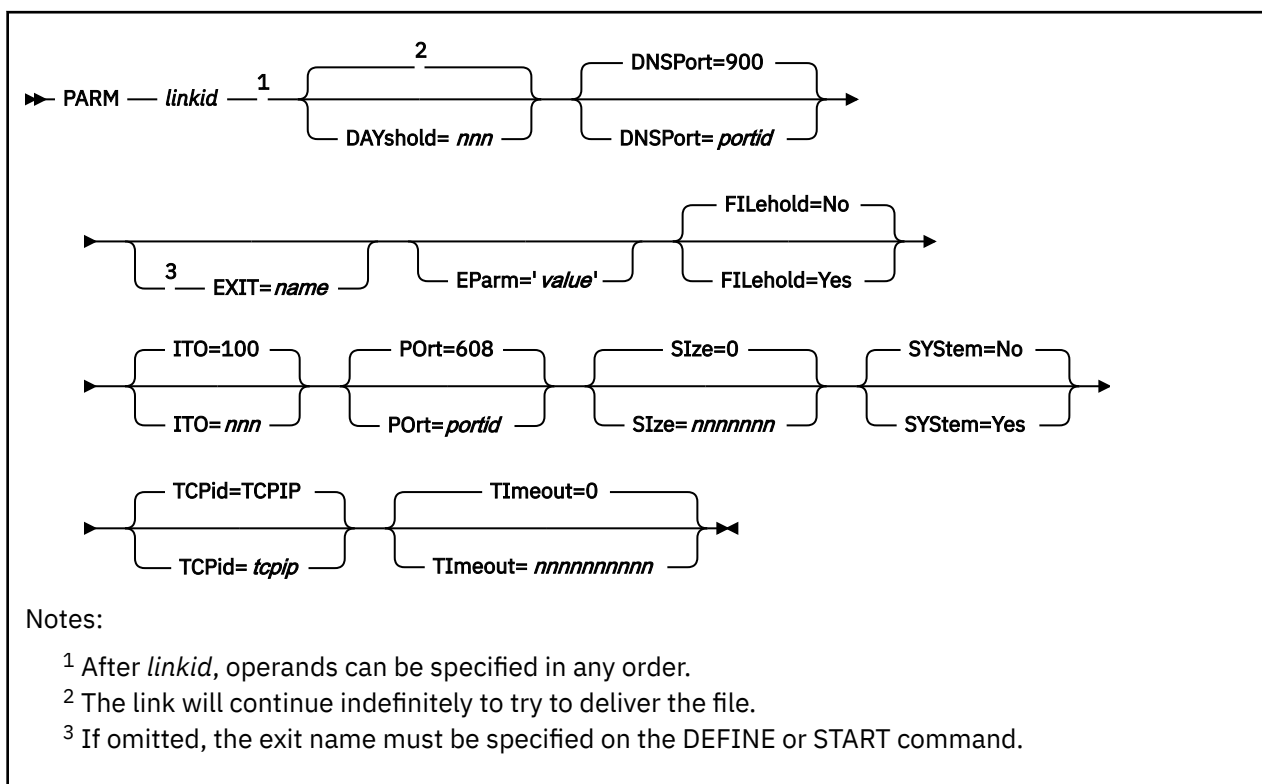 2
DNSPort=900
PARM linkid 1
DAYshold= nnn DNSPort= portid
FILehold=No
3 EXIT= name EParm=' value' FILehold=Yes
ITO=100 POrt=608 SIze=0 SYStem=No
ITO= nnn POrt= portid SIze= nnnnnnn SYStem=Yes
TCPid=TCPIP TImeout=0
TCPid= tcpip TImeout= nnnnnnnnnn
Notes:
1 After linkid, operands can be specified in any order.
2 The link will continue indefinitely to try to deliver the file.
3 If omitted, the exit name must be specified on the DEFINE or START command.